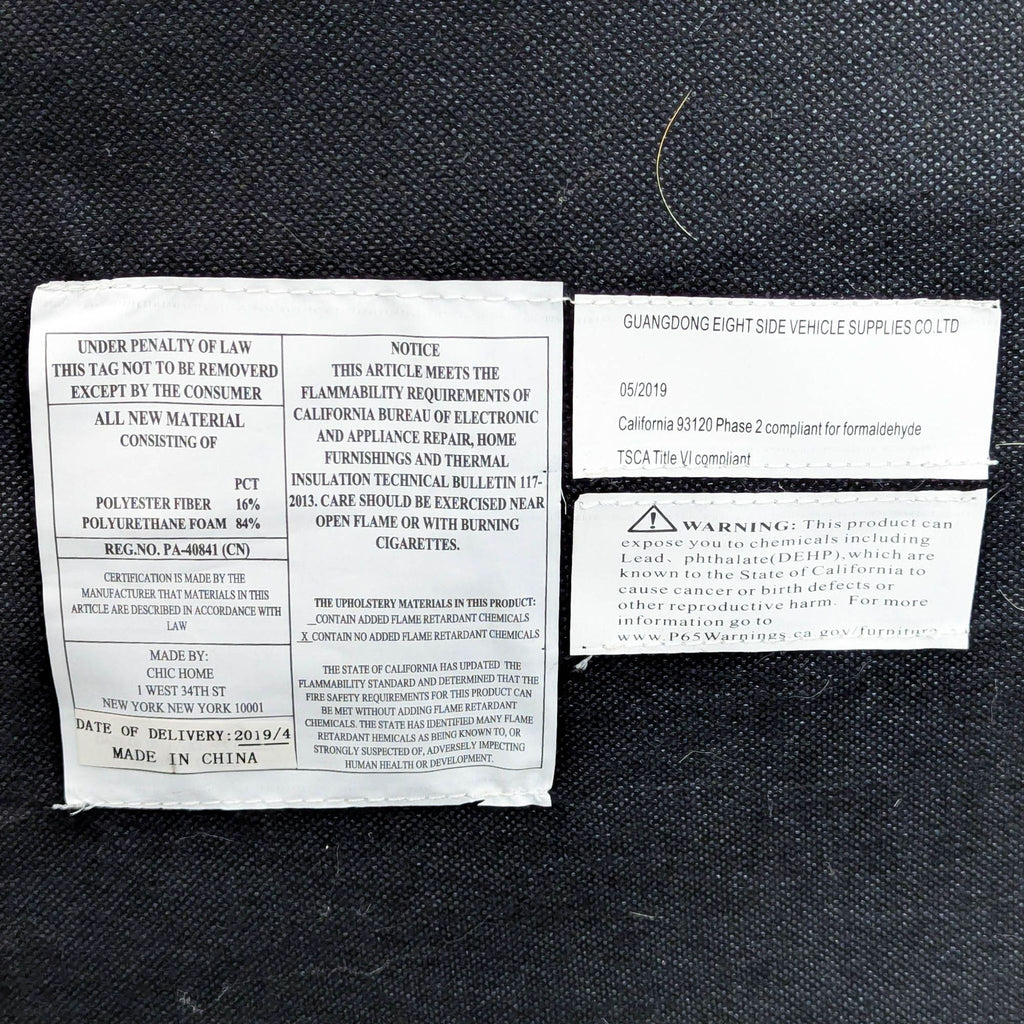 UNDER PENALTY OF LAW
THIS TAG NOT TO BE REMOVERD
EXCEPT BY THE CONSUMER
ALL NEW MATERIAL
CONSISTING OF
PCT
POLYESTER FIBER 16%
POLYURETHANE FOAM 84%
REG.NO. PA-40841 (CN)
CERTIFICATION IS MADE BY THE
MANUFACTURER THAT MATERIALS IN THIS
ARTICLE ARE DESCRIBED IN ACCORDANCE WITH
LAW
MADE BY:
CHIC HOME
1 WEST 34TH ST
NEW YORK NEW YORK 10001
DATE OF DELIVERY:2019/4
MADE IN CHINA
NOTICE
THIS ARTICLE MEETS THE
FLAMMABILITY REQUIREMENTS OF
CALIFORNIA BUREAU OF ELECTRONIC
AND APPLIANCE REPAIR, HOME
FURNISHINGS AND THERMAL
INSULATION TECHNICAL BULLETIN 117-
2013. CARE SHOULD BE EXERCISED NEAR
OPEN FLAME OR WITH BURNING
CIGARETTES.
THE UPHOLSTERY MATERIALS IN THIS PRODUCT:
_CONTAIN ADDED FLAME RETARDANT CHEMICALS
X CONTAIN NO ADDED FLAME RETARDANT CHEMICALS
THE STATE OF CALIFORNIA HAS UPDATED THE
FLAMMABILITY STANDARD AND DETERMINED THAT THE
FIRE SAFETY REQUIREMENTS FOR THIS PRODUCT CAN
BE MET WITHOUT ADDING FLAME RETARDANT
CHEMICALS. THE STATE HAS IDENTIFIED MANY FLAME
RETARDANT HEMICALS AS BEING KNOWN TO, OR
STRONGLY SUSPECTED OF, ADVERSELY IMPECTING
HUMAN HEALTH OR DEVELOPMENT.
GUANGDONG EIGHT SIDE VEHICLE SUPPLIES CO.LTD
05/2019
California 93120 Phase 2 compliant for formaldehyde
TSCA Title VI compliant
WARNING: This product can
expose you to chemicals including
Lead、phthalate(DEHP),which are
known to the State of California to
cause cancer or birth defects or
other reproductive harm. For more
information go to
www.P65Warnings.ca.gov/furniture